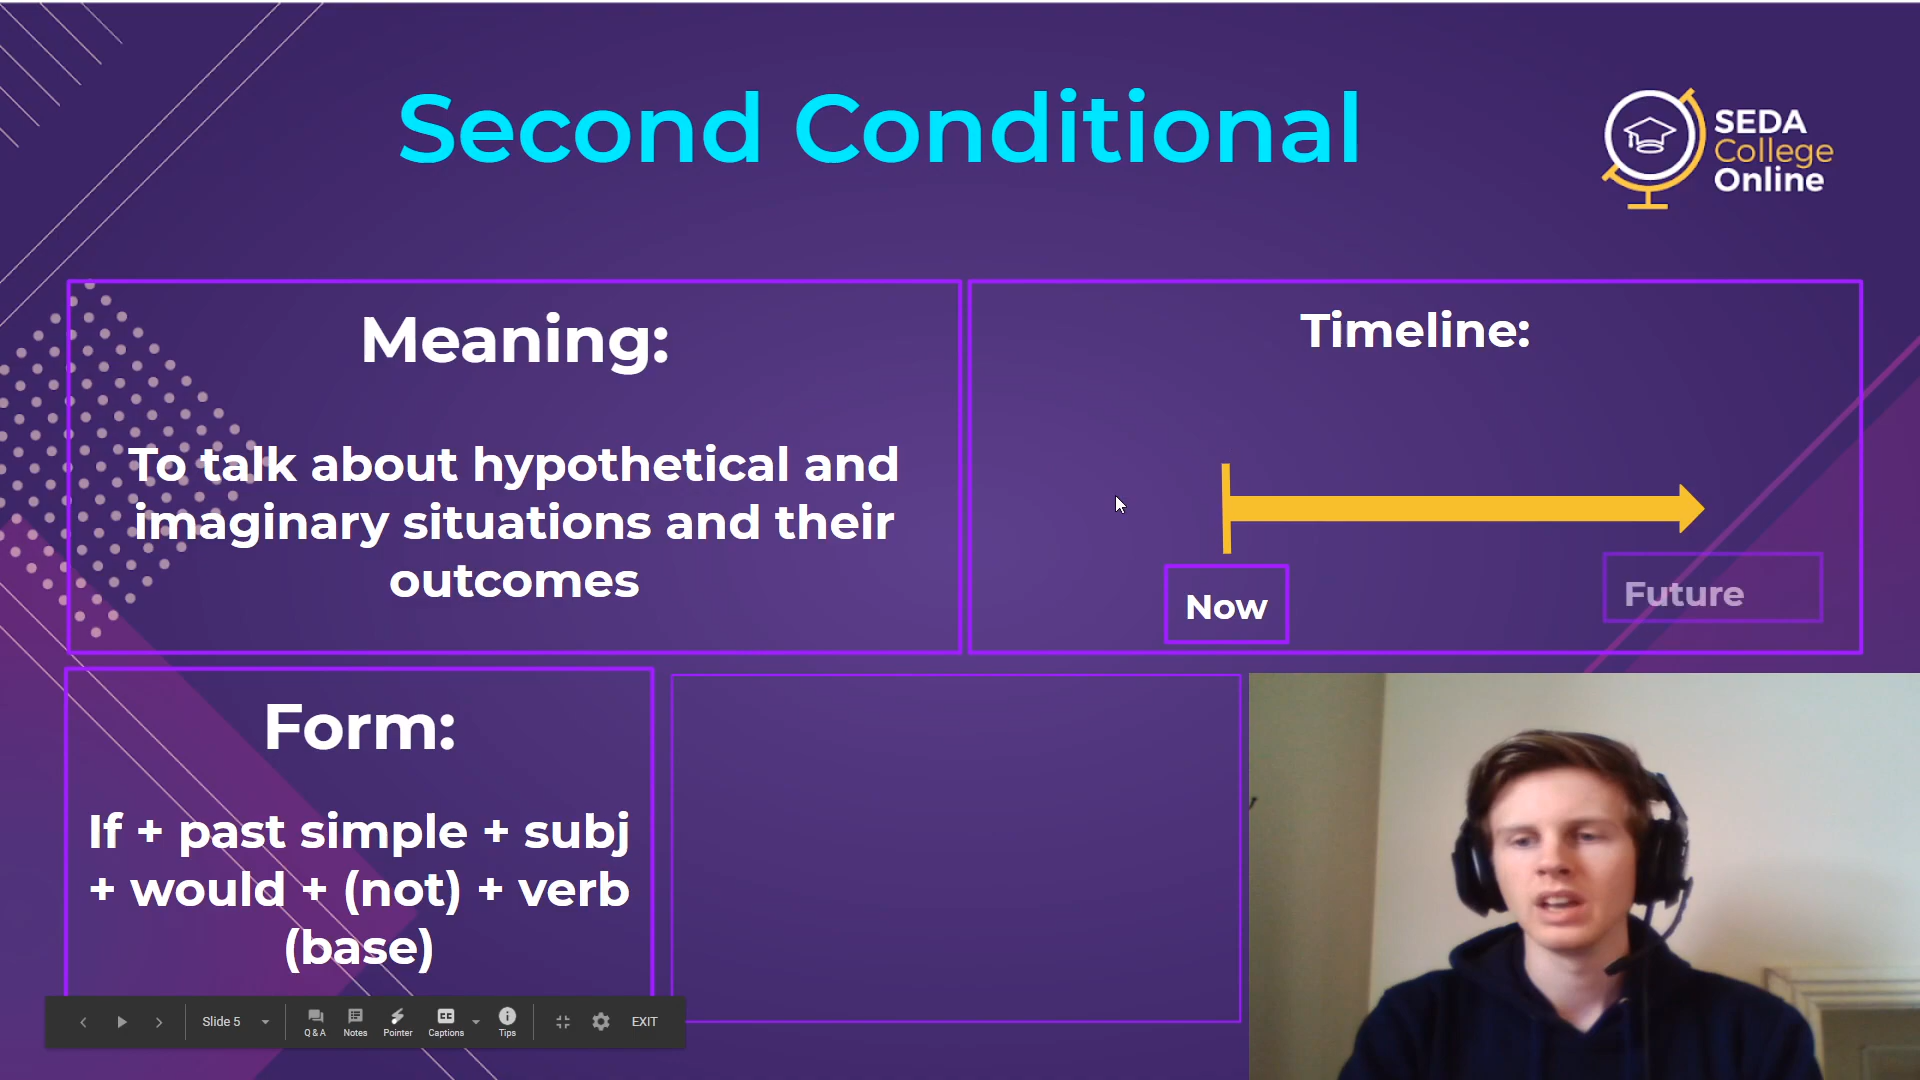 Second Conditional
SEDA
College
Online
Meaning:
To talk about hypothetical and
imaginary situations and their
outcomes
Timeline:
Now
Future
Form:
If + past simple + subj
+ would + (not) + verb
(base)
Slide 5
Q & A
Notes
Pointer
CC
Captions
Tips
EXIT